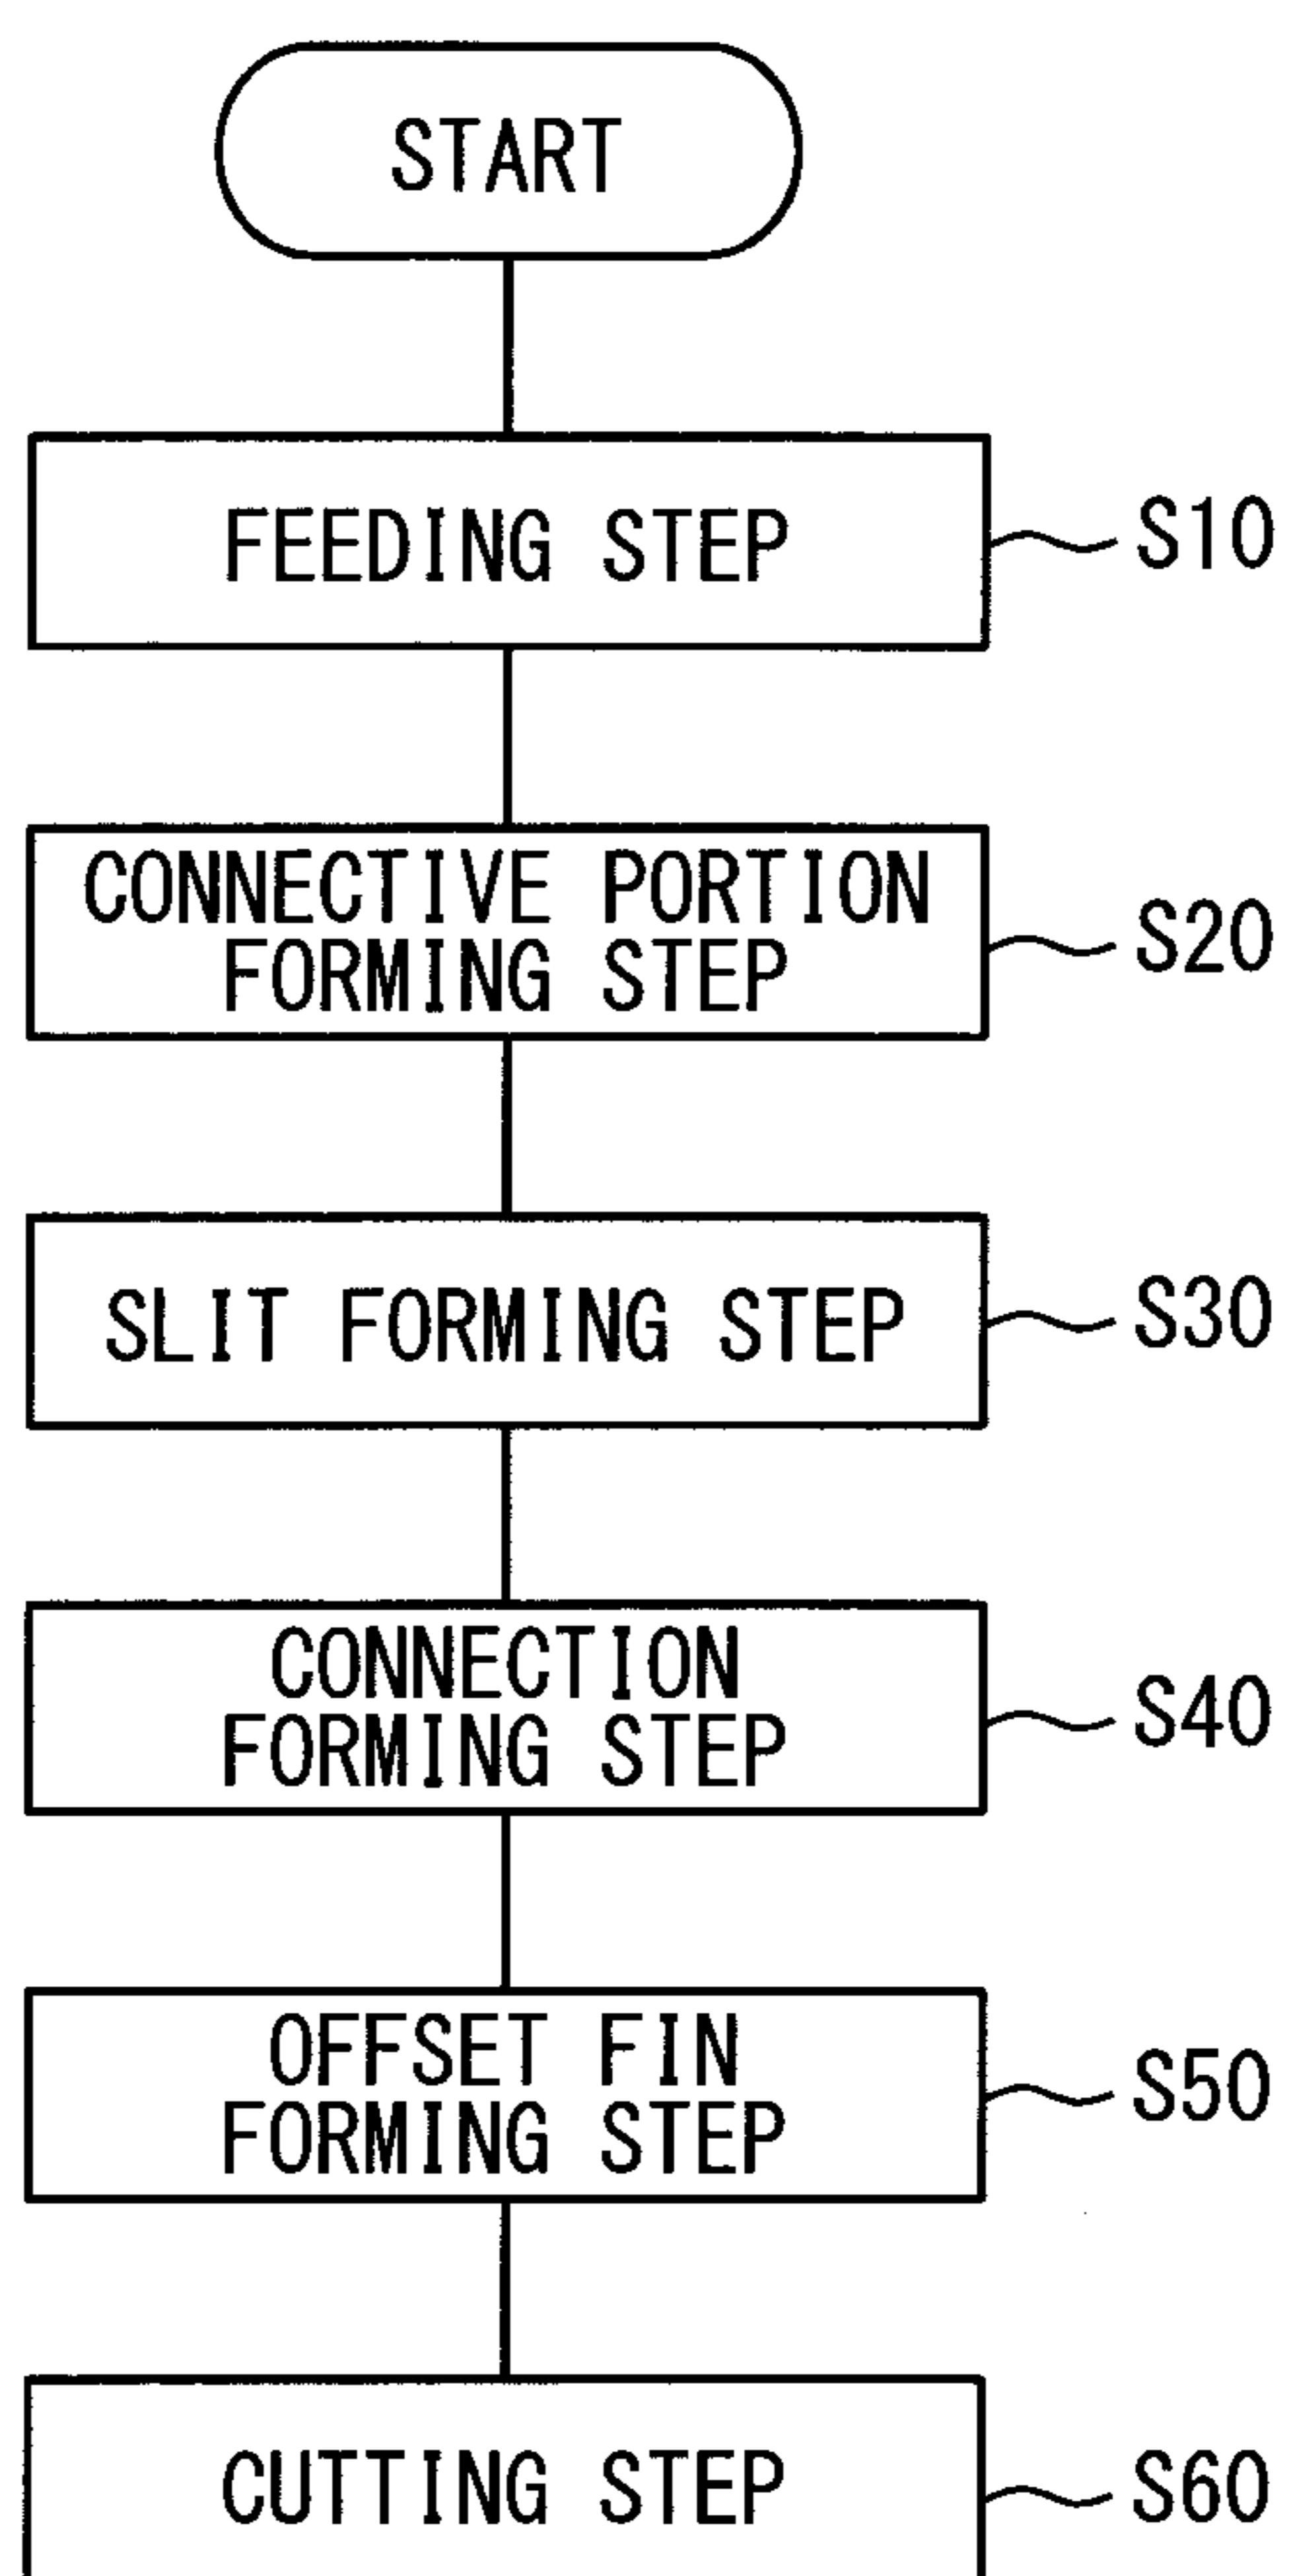 START
FEEDING STEP
S10
CONNECTIVE PORTION
FORMING STEP
S20
SLIT FORMING STEP
S30
CONNECTION
FORMING STEP
S40
OFFSET FIN
FORMING STEP
S50
CUTTING STEP
S60